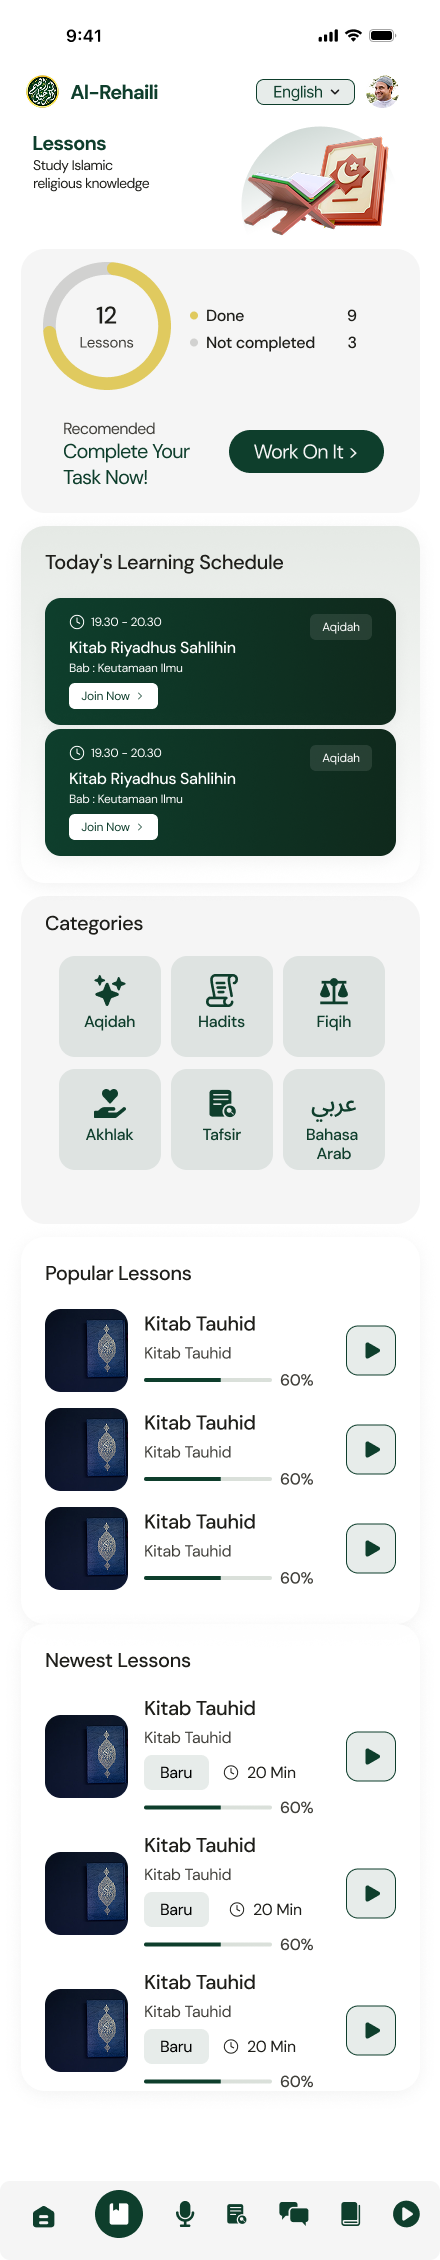 9:41
Al-Rehaili
English
Lessons
Study Islamic
religious knowledge
12
Lessons
Done 9
Not completed 3
Recomended
Complete Your
Task Now!
Work On It >
Today's Learning Schedule
19.30 - 20.30
Aqidah
Kitab Riyadhus Sahlihin
Bab : Keutamaan Ilmu
Join Now >
19.30 - 20.30
Aqidah
Kitab Riyadhus Sahlihin
Bab : Keutamaan Ilmu
Join Now >
Categories
Aqidah
Hadits
Fiqih
Akhlak
Tafsir
عربي
Bahasa
Arab
Popular Lessons
Kitab Tauhid
Kitab Tauhid
60%
Kitab Tauhid
Kitab Tauhid
60%
Kitab Tauhid
Kitab Tauhid
60%
Newest Lessons
Kitab Tauhid
Kitab Tauhid
Baru 20 Min
60%
Kitab Tauhid
Kitab Tauhid
Baru 20 Min
60%
Kitab Tauhid
Kitab Tauhid
Baru 20 Min
60%